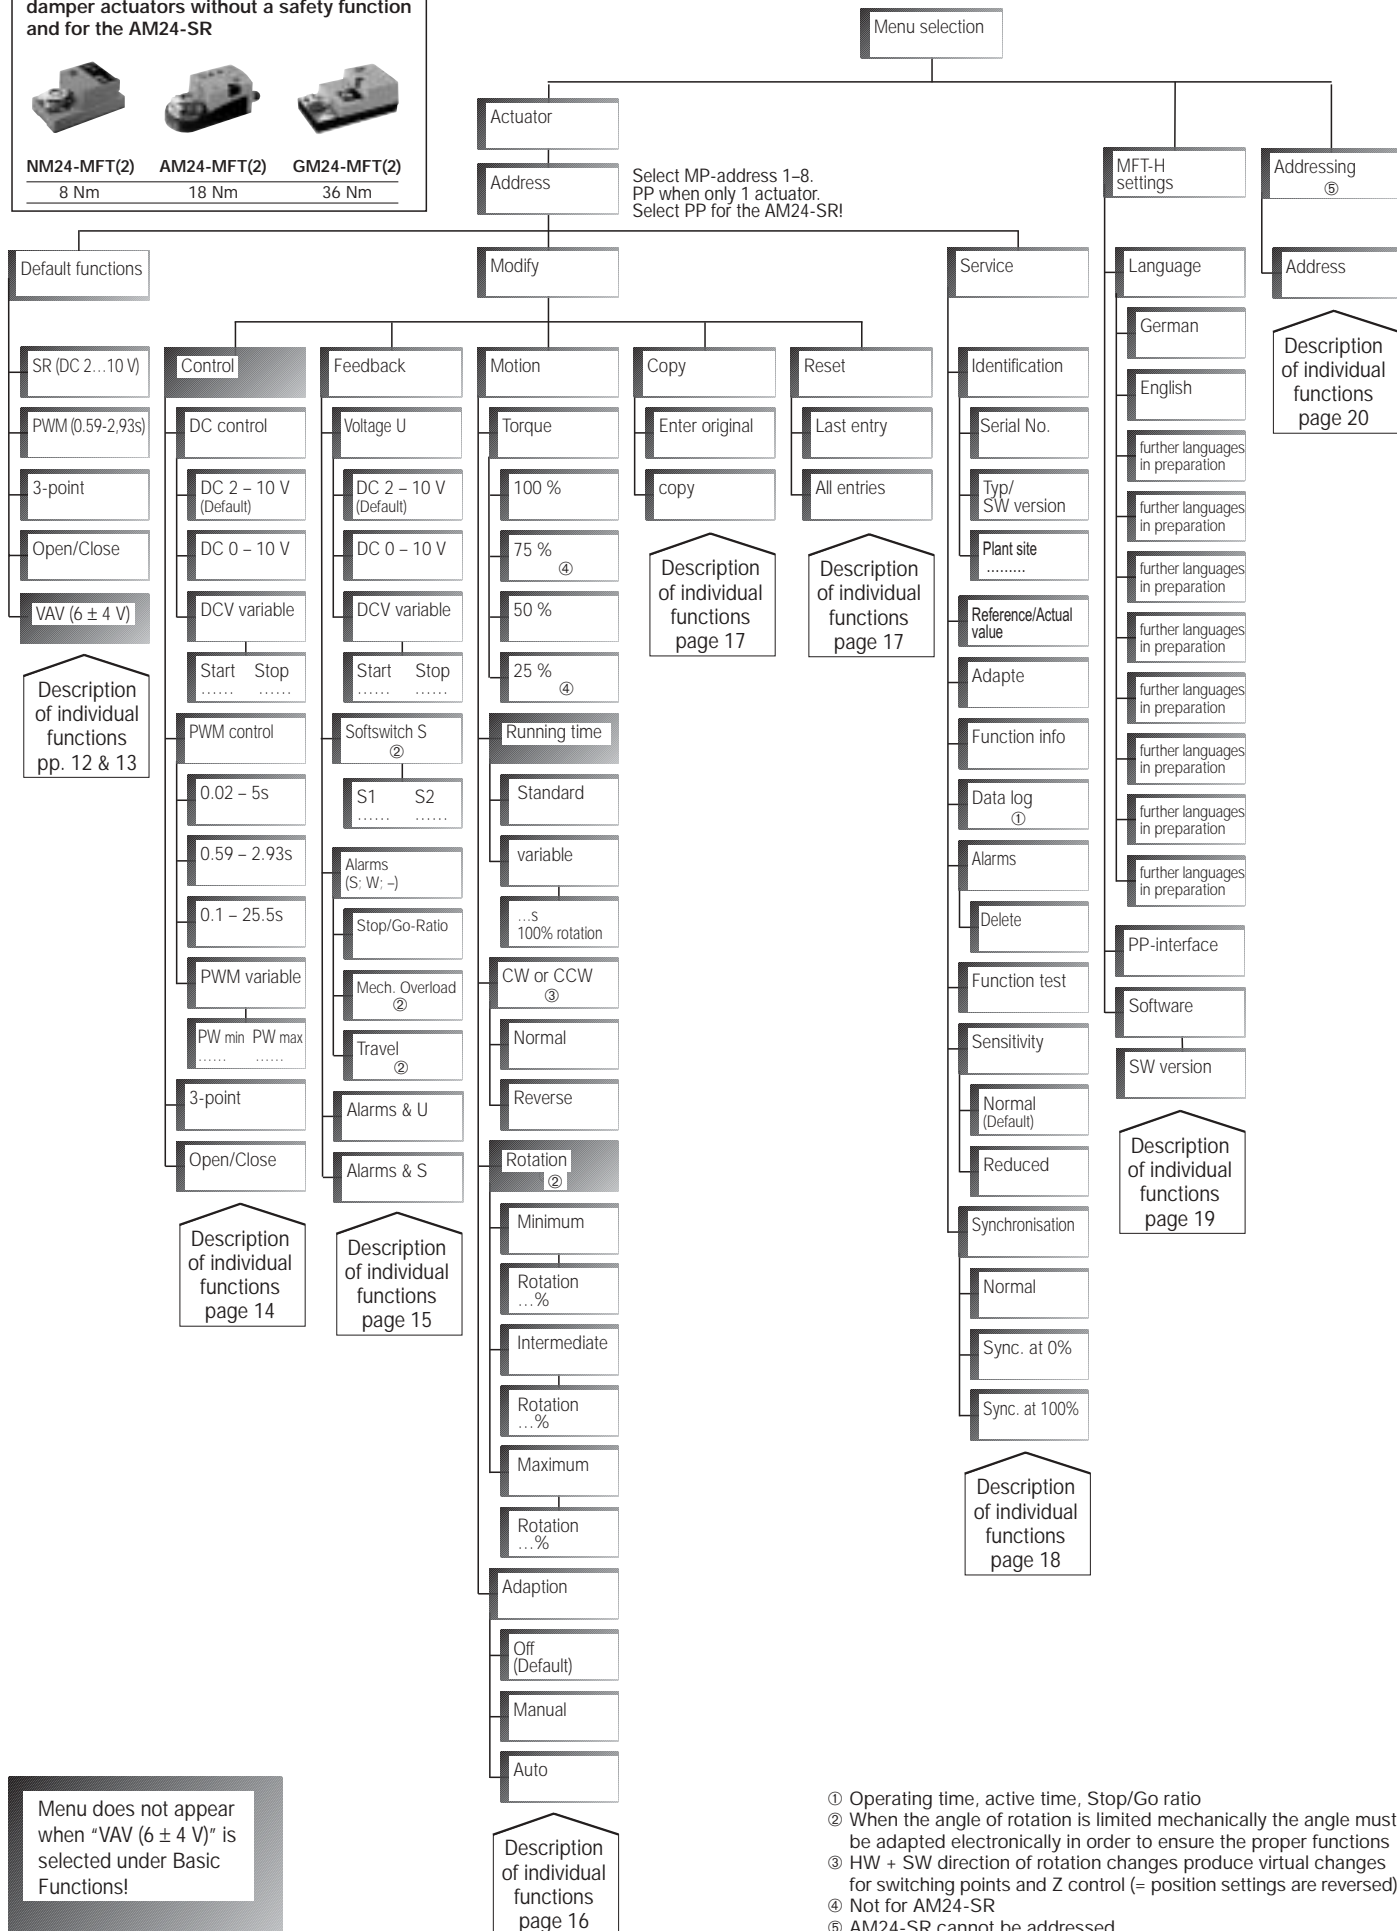 damper actuators without a safety function
and for the AM24-SR
NM24-MFT(2) AM24-MFT(2) GM24-MFT(2)
8 Nm 18 Nm 36 Nm
Menu selection
Actuator
Address
Select MP-address 1–8.
PP when only 1 actuator.
Select PP for the AM24-SR!
Default functions
SR (DC 2...10 V)
PWM (0.59-2,93s)
3-point
Open/Close
VAV (6 ± 4 V)
Description
of individual
functions
pp. 12 & 13
Modify
Control
DC control
DC 2 – 10 V
(Default)
DC 0 – 10 V
DCV variable
Start Stop
...... ......
PWM control
0.02 – 5s
0.59 – 2.93s
0.1 – 25.5s
PWM variable
PW min PW max
...... ......
3-point
Open/Close
Description
of individual
functions
page 14
Feedback
Voltage U
DC 2 – 10 V
(Default)
DC 0 – 10 V
DCV variable
Start Stop
...... ......
Softswitch S
②
S1 S2
...... ......
Alarms
(S; W; –)
Stop/Go-Ratio
Mech. Overload
②
Travel
②
Alarms & U
Alarms & S
Description
of individual
functions
page 15
Motion
Torque
100 %
75 %
④
50 %
25 %
④
Running time
Standard
variable
...s
100% rotation
CW or CCW
③
Normal
Reverse
Rotation
②
Minimum
Rotation
...%
Intermediate
Rotation
...%
Maximum
Rotation
...%
Adaption
Off
(Default)
Manual
Auto
Description
of individual
functions
page 16
Copy
Enter original
copy
Description
of individual
functions
page 17
Reset
Last entry
All entries
Description
of individual
functions
page 17
Service
Identification
Serial No.
Typ/
SW version
Plant site
.........
Reference/Actual
value
Adapte
Function info
Data log
①
Alarms
Delete
Function test
Sensitivity
Normal
(Default)
Reduced
Synchronisation
Normal
Sync. at 0%
Sync. at 100%
Description
of individual
functions
page 18
MFT-H
settings
Language
German
English
further languages
in preparation
further languages
in preparation
further languages
in preparation
further languages
in preparation
further languages
in preparation
further languages
in preparation
further languages
in preparation
further languages
in preparation
PP-interface
Software
SW version
Description
of individual
functions
page 19
Addressing
⑤
Address
Description
of individual
functions
page 20
Menu does not appear
when "VAV (6 ± 4 V)" is
selected under Basic
Functions!
① Operating time, active time, Stop/Go ratio
② When the angle of rotation is limited mechanically the angle must
be adapted electronically in order to ensure the proper functions
③ HW + SW direction of rotation changes produce virtual changes
for switching points and Z control (= position settings are reversed)
④ Not for AM24-SR
⑤ AM24-SR cannot be addressed